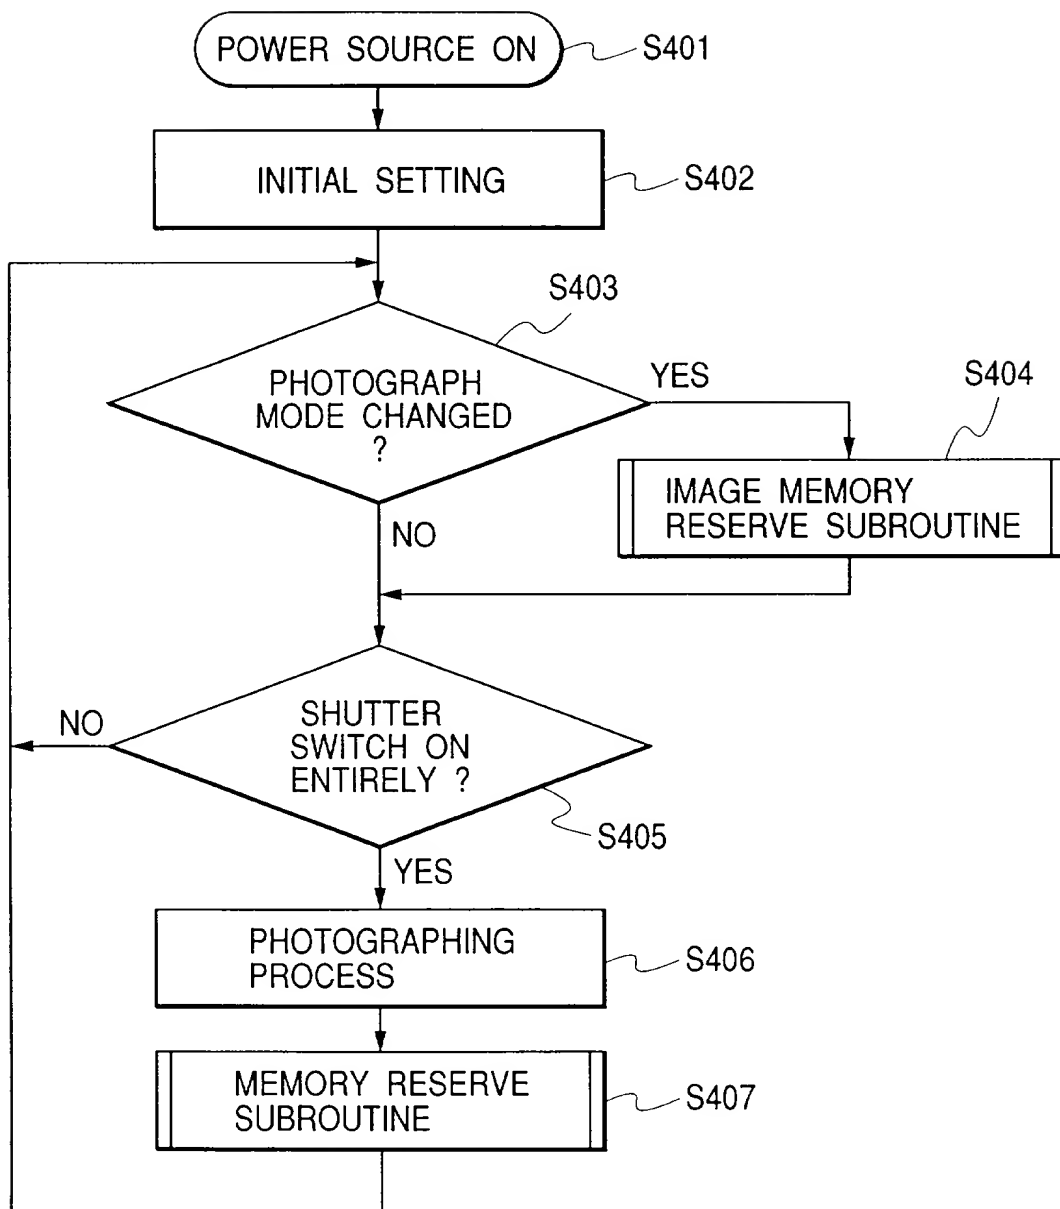 POWER SOURCE ON
S401
INITIAL SETTING
S402
S403
PHOTOGRAPH
MODE CHANGED
?
YES
S404
IMAGE MEMORY
RESERVE SUBROUTINE
NO
SHUTTER
SWITCH ON
ENTIRELY ?
NO
S405
YES
PHOTOGRAPHING
PROCESS
S406
MEMORY RESERVE
SUBROUTINE
S407